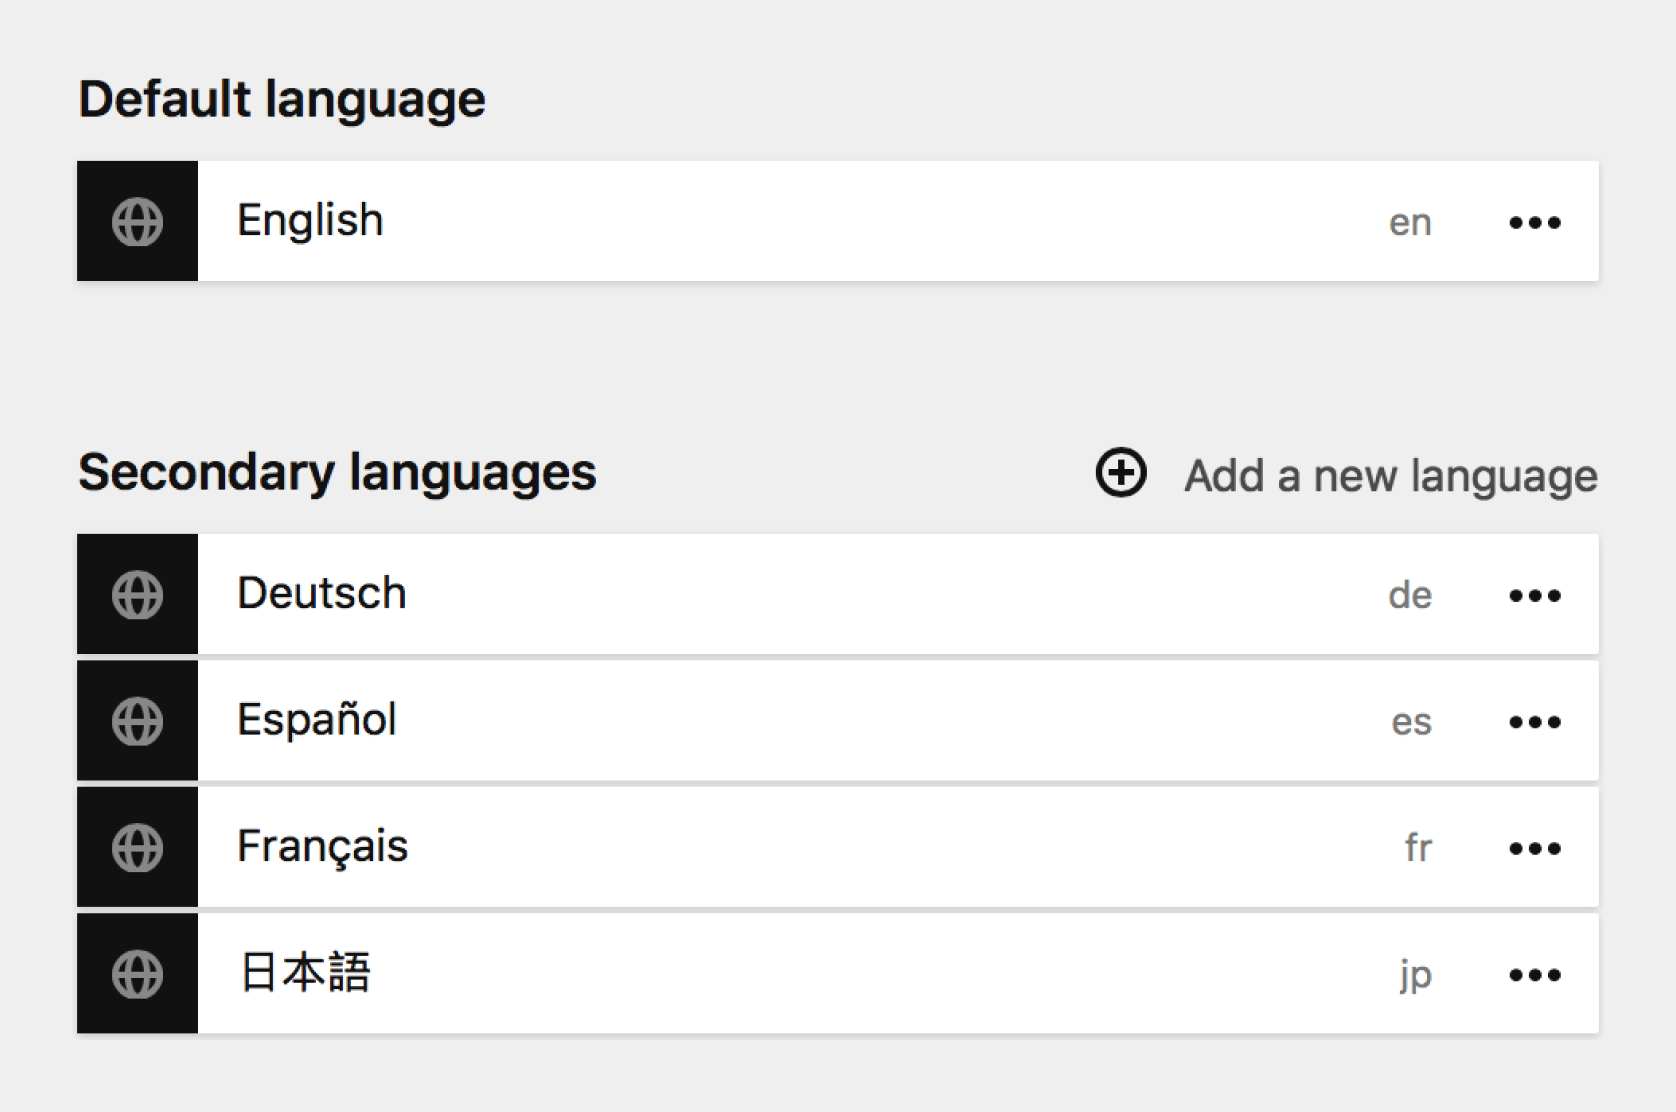 Default language
English en
Secondary languages Add a new language
Deutsch de
Español es
Français fr
日本語 jp